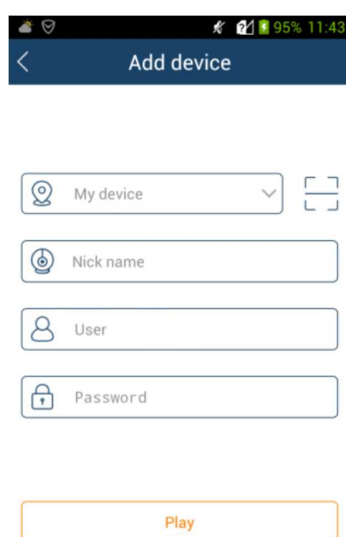 95% 11:43
Add device
My device
Nick name
User
Password
Play